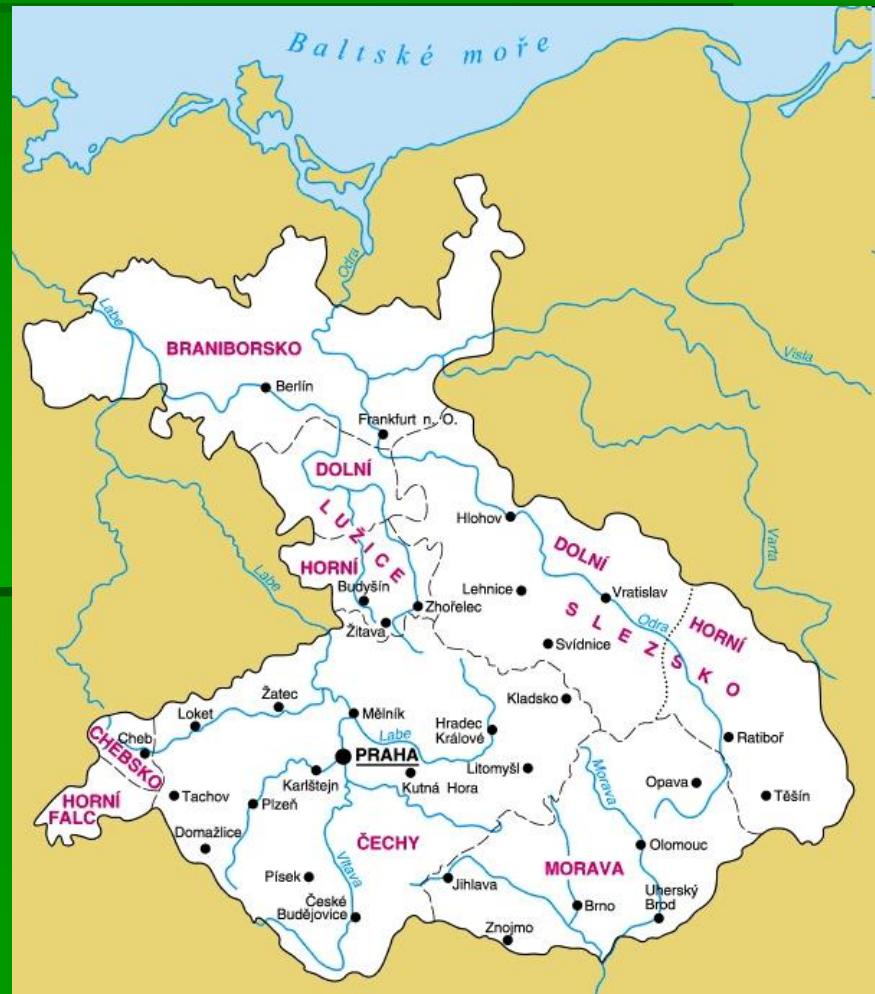 Baltské moře
Odra
Labe
BRANIBORSKO
Visla
Berlín
Frankfurt n. O.
DOLNÍ
LUŽICE
HORNÍ
Hlohov
DOLNÍ
Varta
Labe
Budyšín
Lehnice
Vratislav
Zhořelec
SLEZSKO
Odra
HORNÍ
Žitava
Svídnice
Kladsko
Žatec
Loket
Mělník
Hradec
Králové
Labe
Cheb
CHEBSKO
PRAHA
Ratiboř
Litomyšl
Karlštejn
Kutná Hora
Morava
Opava
Těšín
HORNÍ
FALC
Tachov
Plzeň
Domažlice
ČECHY
Olomouc
MORAVA
Písek
Vltava
Jihlava
Uherský
Brod
České
Budějovice
Brno
Znojmo